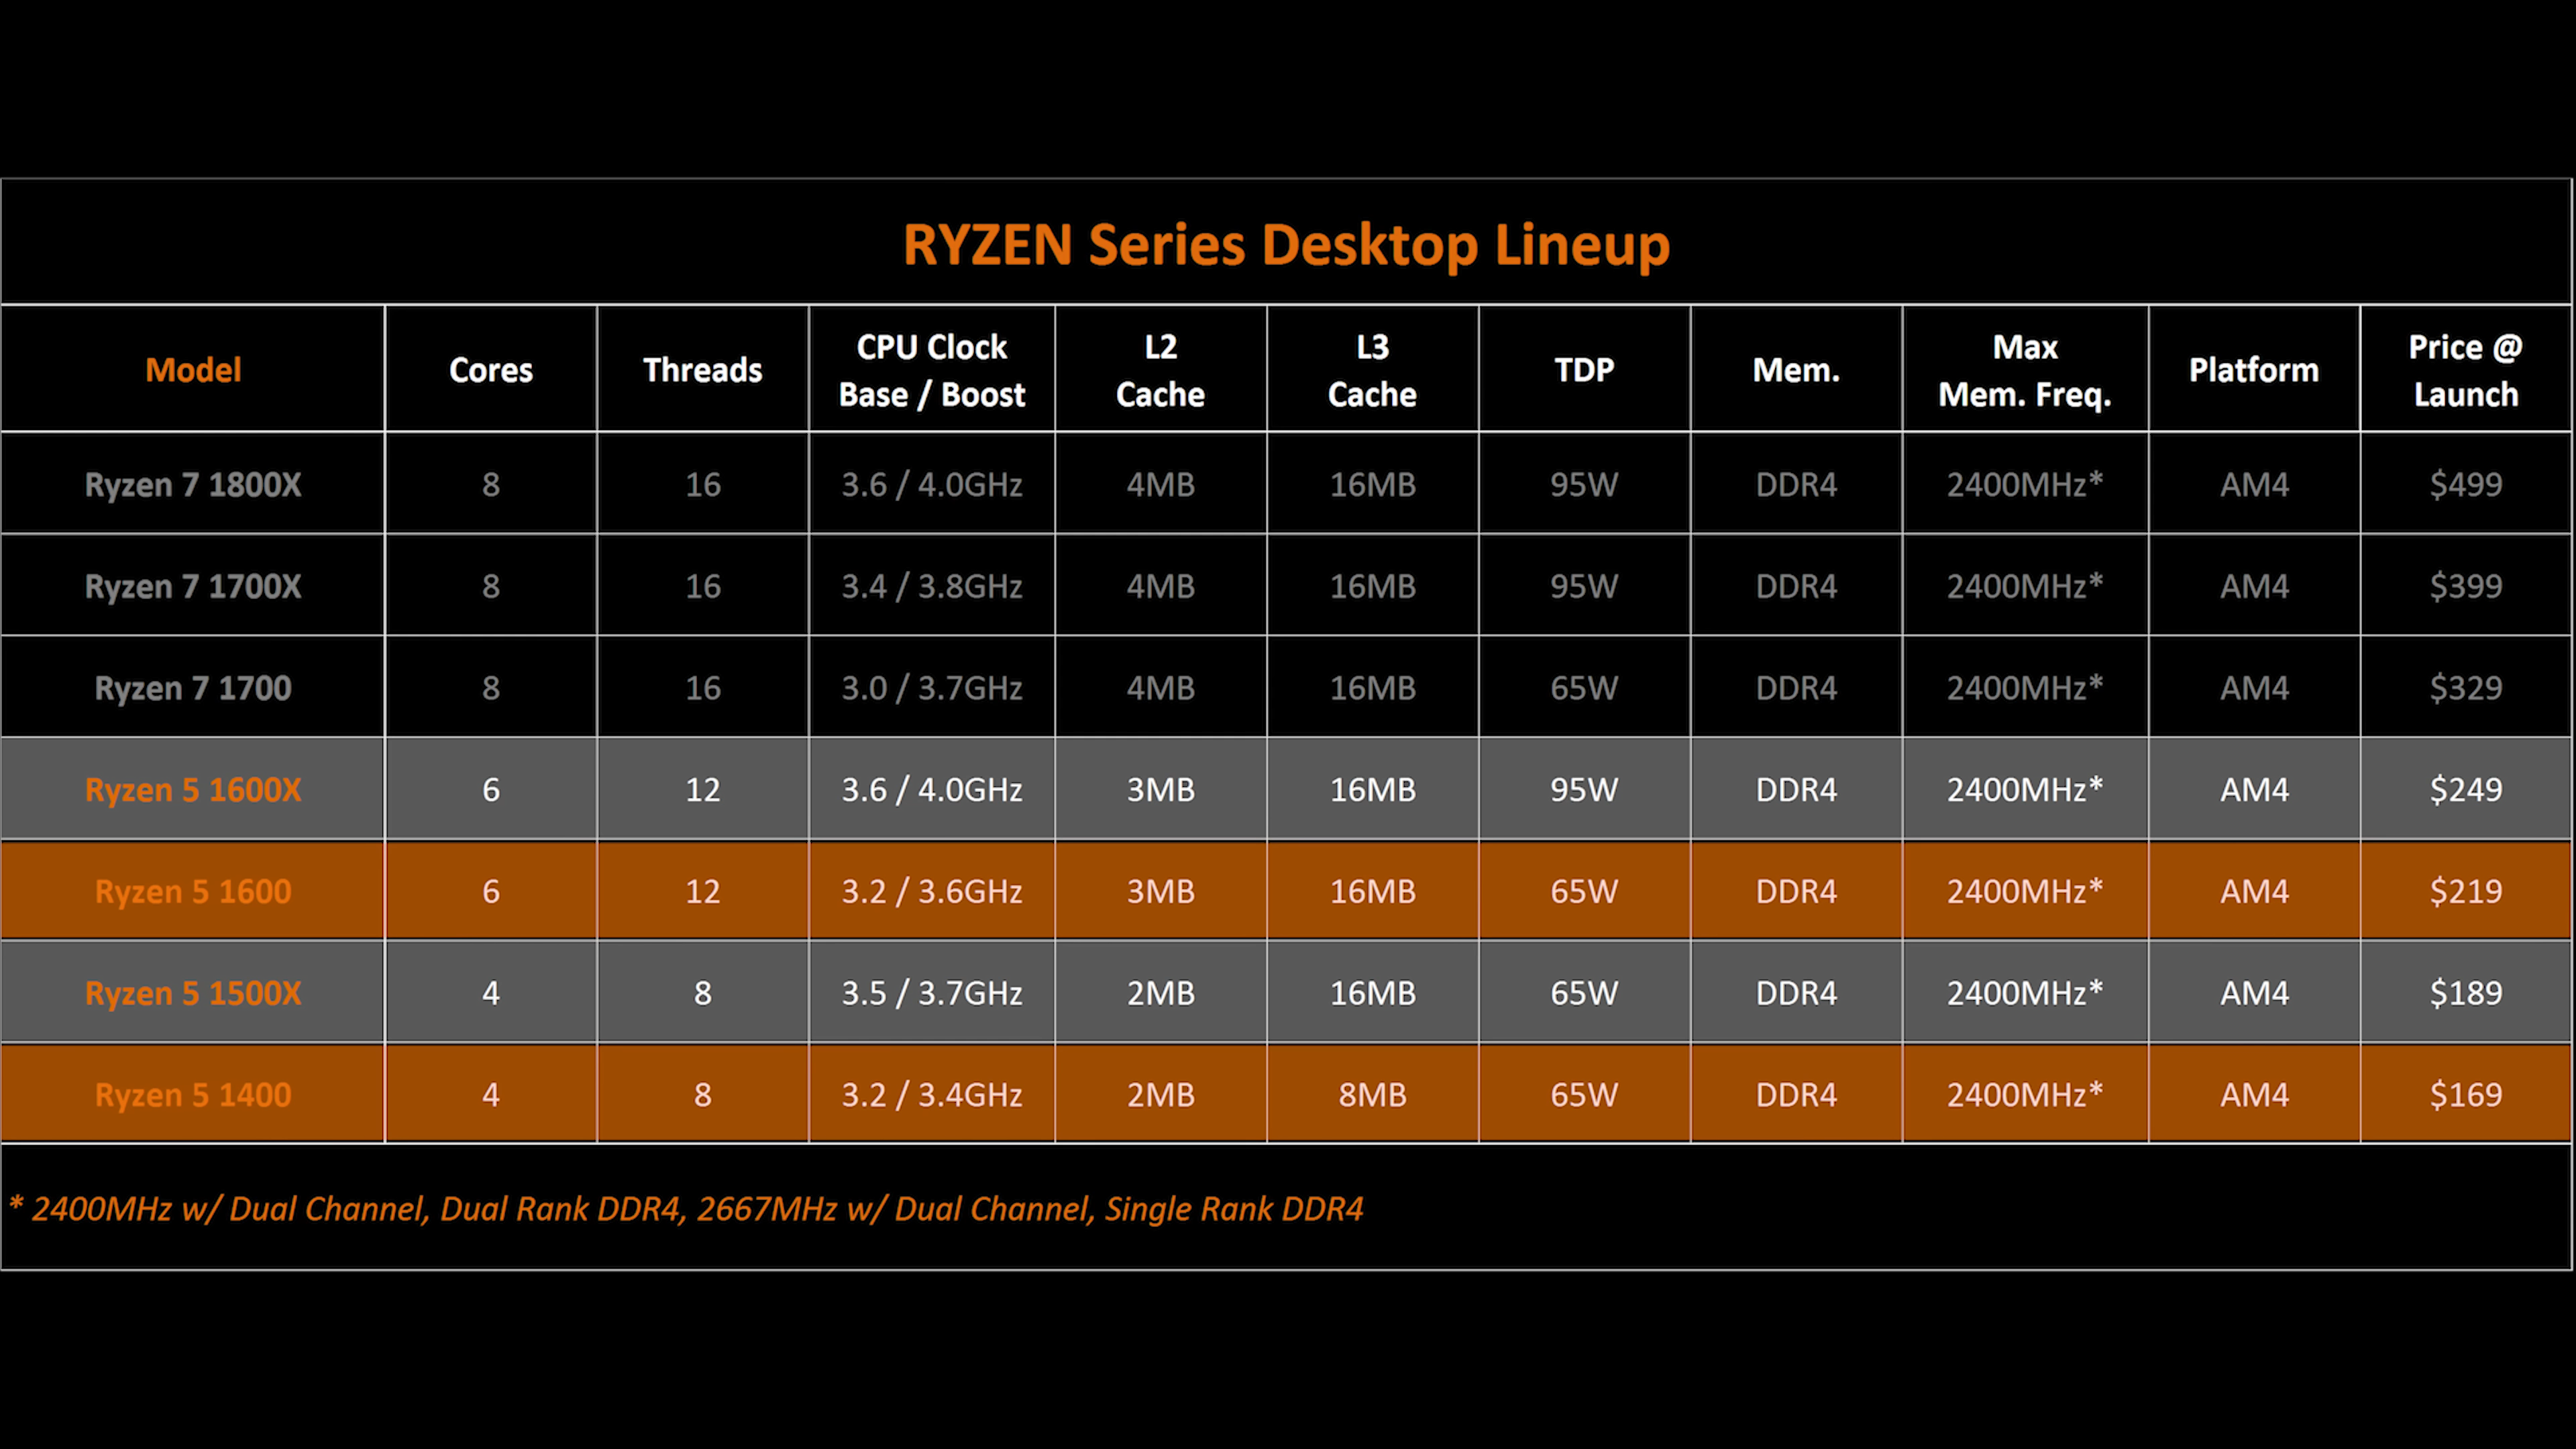 RYZEN Series Desktop Lineup
Model Cores Threads CPU Clock Base / Boost L2 Cache L3 Cache TDP Mem. Max Mem. Freq. Platform Price @ Launch
Ryzen 7 1800X 8 16 3.6 / 4.0GHz 4MB 16MB 95W DDR4 2400MHz* AM4 $499
Ryzen 7 1700X 8 16 3.4 / 3.8GHz 4MB 16MB 95W DDR4 2400MHz* AM4 $399
Ryzen 7 1700 8 16 3.0 / 3.7GHz 4MB 16MB 65W DDR4 2400MHz* AM4 $329
Ryzen 5 1600X 6 12 3.6 / 4.0GHz 3MB 16MB 95W DDR4 2400MHz* AM4 $249
Ryzen 5 1600 6 12 3.2 / 3.6GHz 3MB 16MB 65W DDR4 2400MHz* AM4 $219
Ryzen 5 1500X 4 8 3.5 / 3.7GHz 2MB 16MB 65W DDR4 2400MHz* AM4 $189
Ryzen 5 1400 4 8 3.2 / 3.4GHz 2MB 8MB 65W DDR4 2400MHz* AM4 $169
* 2400MHz w/ Dual Channel, Dual Rank DDR4, 2667MHz w/ Dual Channel, Single Rank DDR4